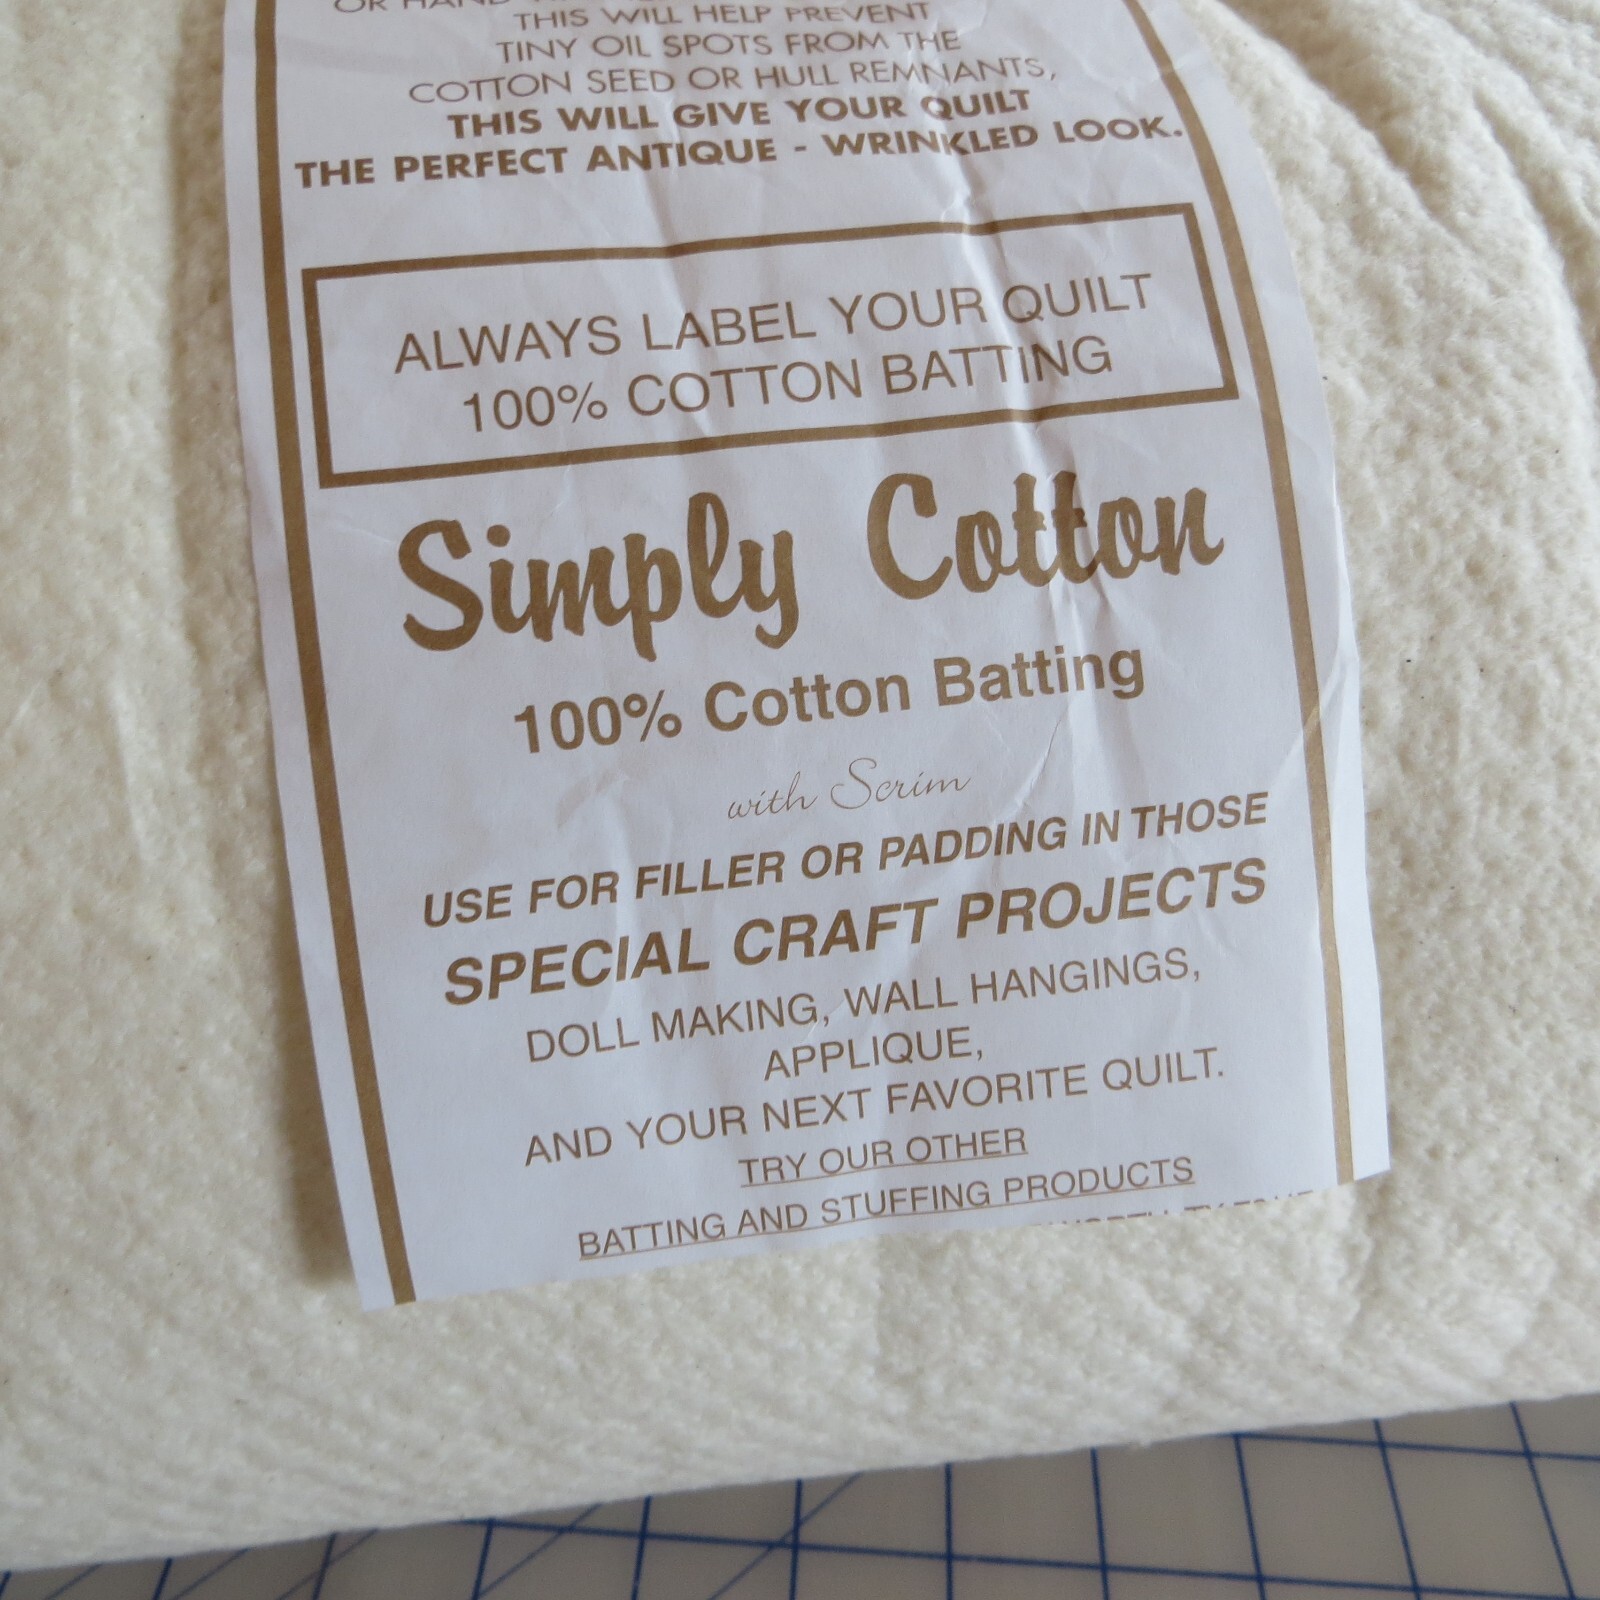 OR HAND
THIS WILL HELP PREVENT
TINY OIL SPOTS FROM THE
COTTON SEED OR HULL REMNANTS,
THIS WILL GIVE YOUR QUILT
THE PERFECT ANTIQUE - WRINKLED LOOK.
ALWAYS LABEL YOUR QUILT
100% COTTON BATTING
Simply Cotton
100% Cotton Batting
with Scrim
USE FOR FILLER OR PADDING IN THOSE
SPECIAL CRAFT PROJECTS
DOLL MAKING, WALL HANGINGS,
APPLIQUE,
AND YOUR NEXT FAVORITE QUILT.
TRY OUR OTHER
BATTING AND STUFFING PRODUCTS